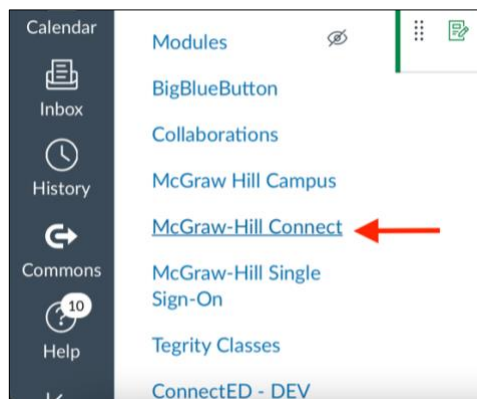 Calendar
Inbox
History
Commons
10
Help
Modules
BigBlueButton
Collaborations
McGraw Hill Campus
McGraw-Hill Connect
McGraw-Hill Single
Sign-On
Tegrity Classes
ConnectED - DEV